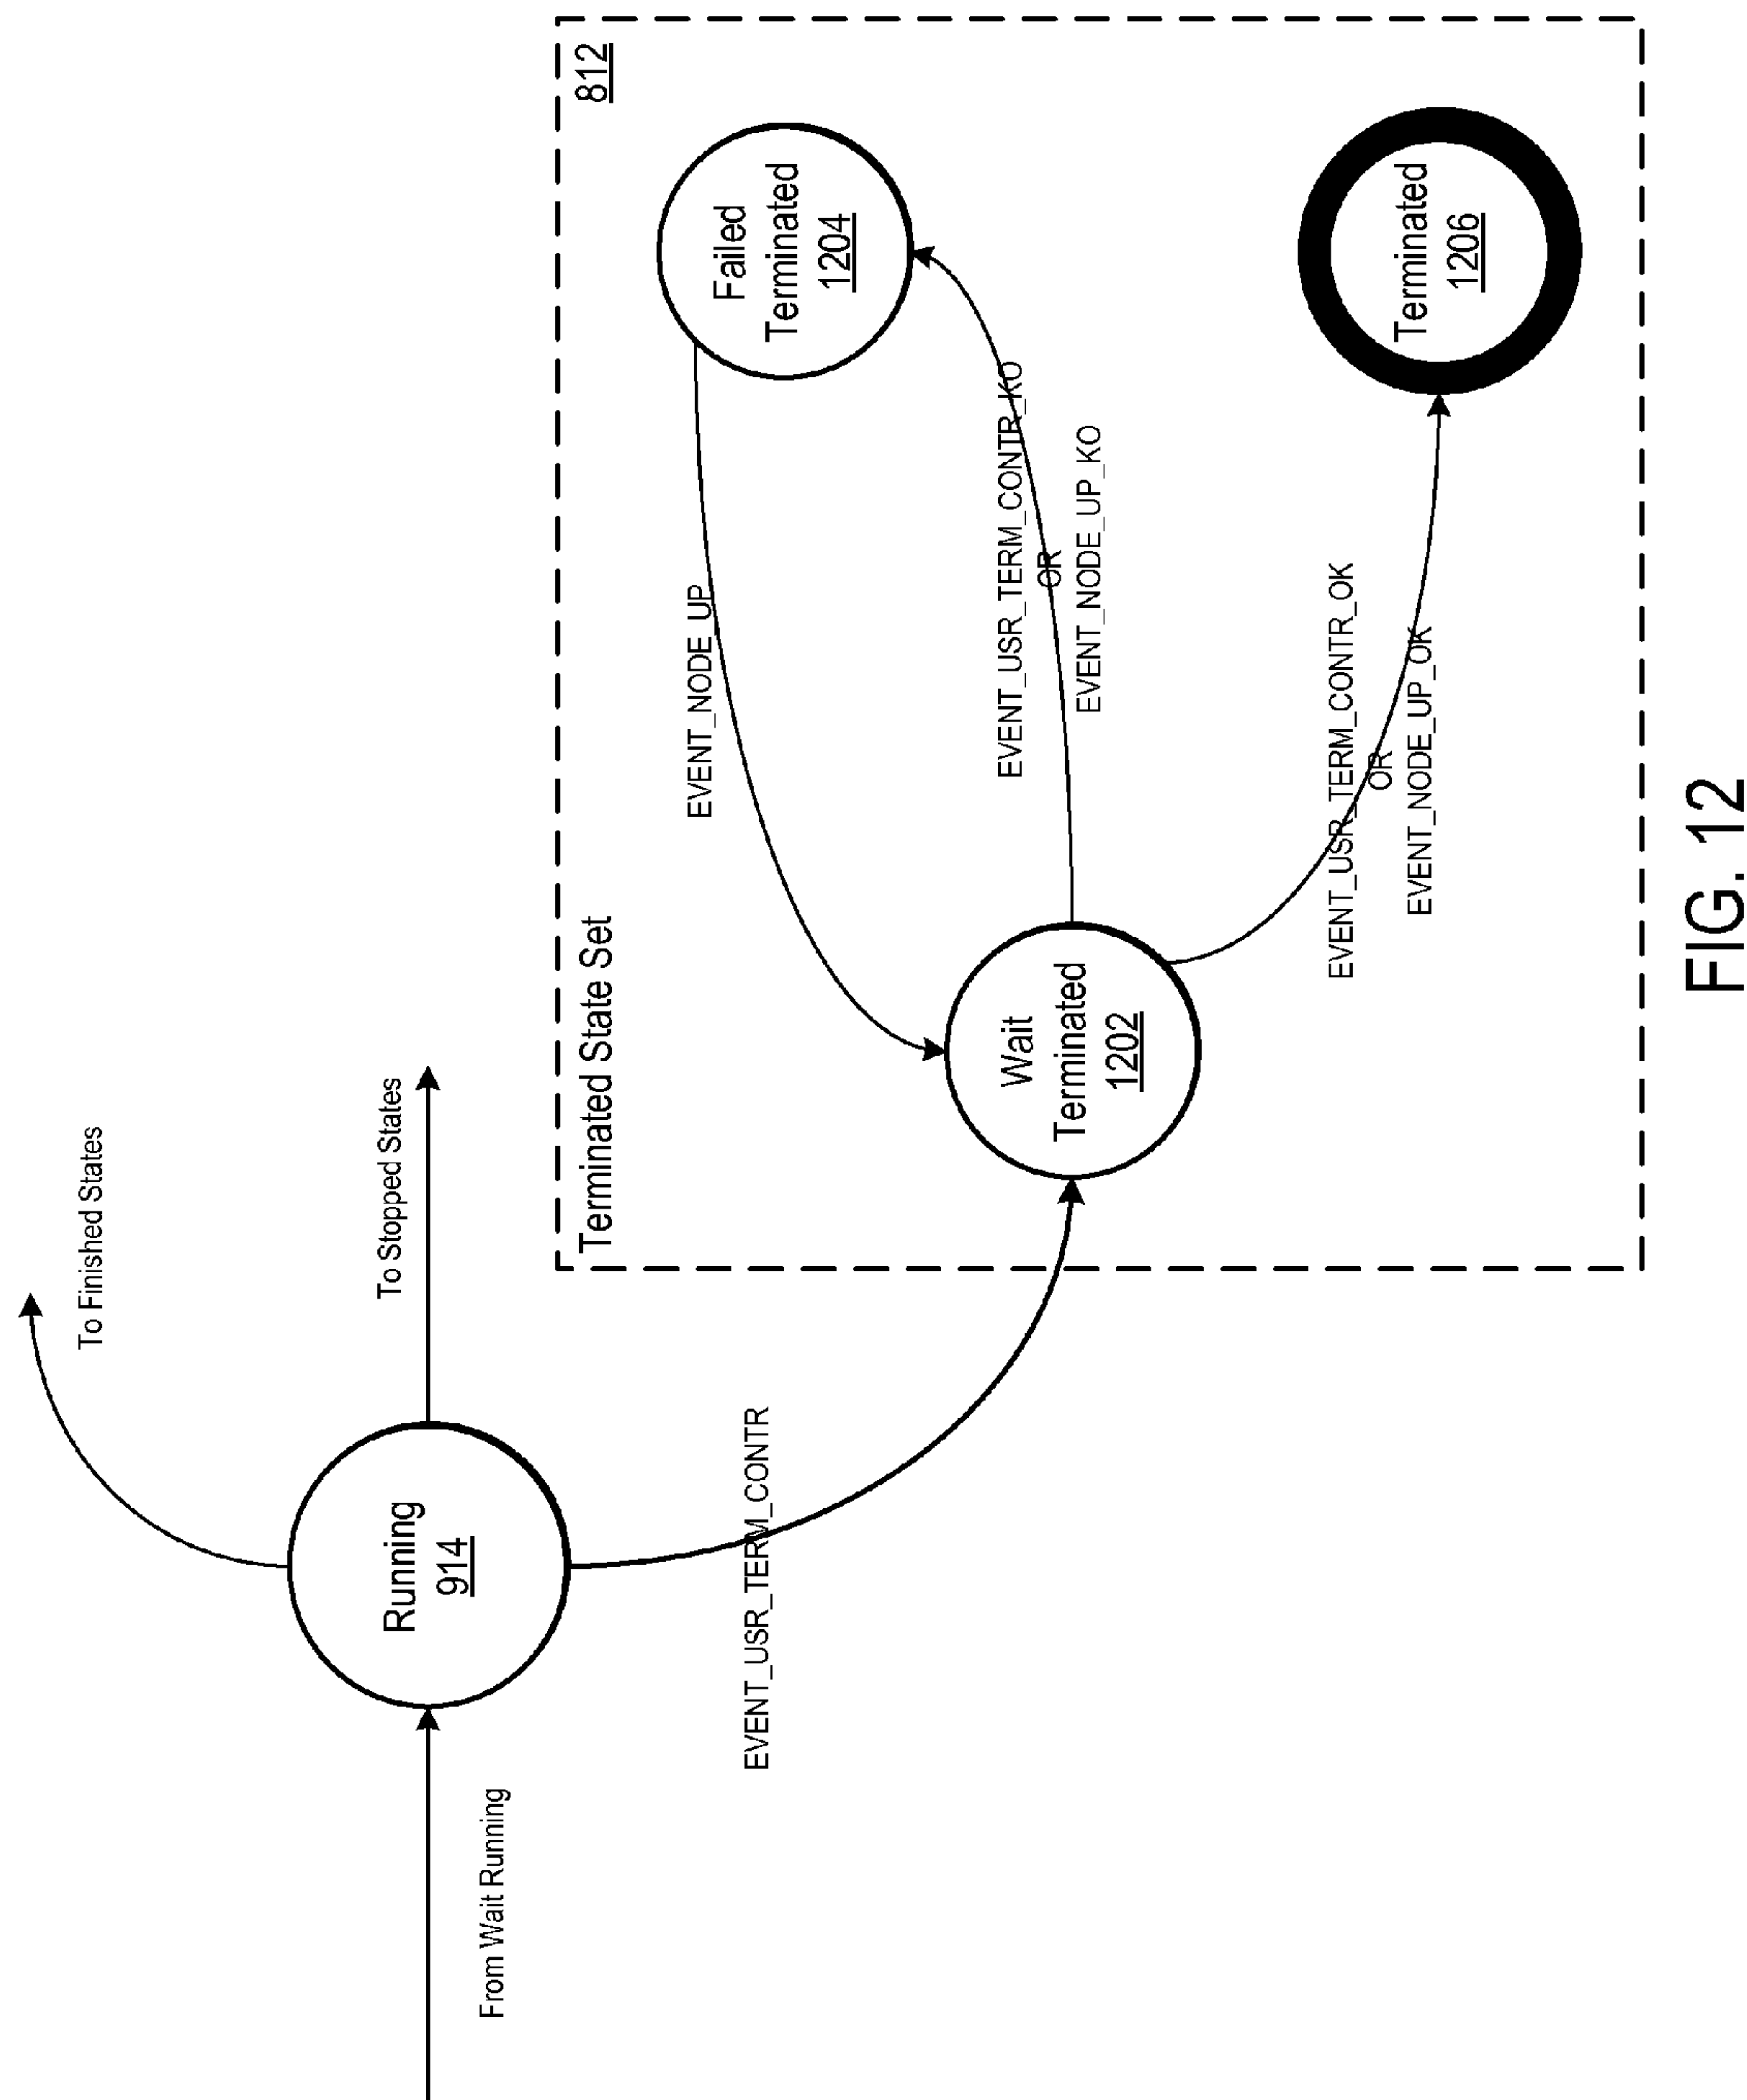 To Finished States
To Stopped States
Running
914
From Wait Running
EVENT_USR_TERM_CONTR
Terminated State Set
812
EVENT_NODE_UP
Failed
Terminated
1204
EVENT_USR_TERM_CONTR_KO
OR
EVENT_NODE_UP_KO
Wait
Terminated
1202
EVENT_USR_TERM_CONTR_OK
OR
EVENT_NODE_UP_OK
Terminated
1206
FIG. 12